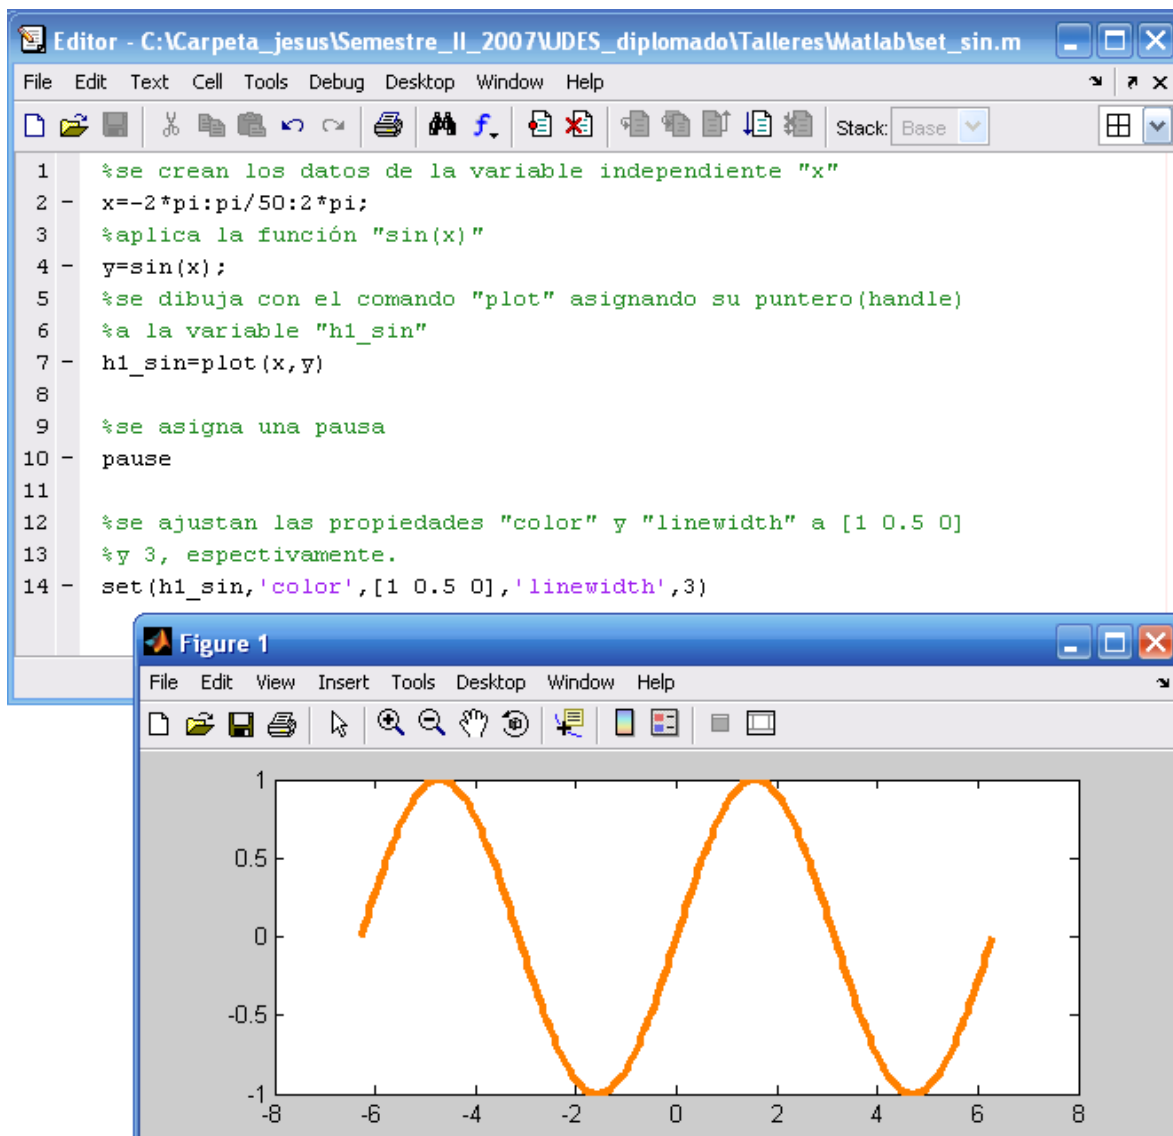 Editor - C:\Carpeta_jesus\Semestre_II_2007\UDES_diplomado\Talleres\Matlab\set_sin.m
File Edit Text Cell Tools Debug Desktop Window Help
Stack: Base
1 %se crean los datos de la variable independiente "x"
2 - x=-2*pi:pi/50:2*pi;
3 %aplica la función "sin(x)"
4 - y=sin(x);
5 %se dibuja con el comando "plot" asignando su puntero(handle)
6 %a la variable "h1_sin"
7 - h1_sin=plot(x,y)
8
9 %se asigna una pausa
10 - pause
11
12 %se ajustan las propiedades "color" y "linewidth" a [1 0.5 0]
13 %y 3, espectivamente.
14 - set(h1_sin,'color',[1 0.5 0],'linewidth',3)
Figure 1
File Edit View Insert Tools Desktop Window Help
1
0.5
0
-0.5
-1
-8 -6 -4 -2 0 2 4 6 8